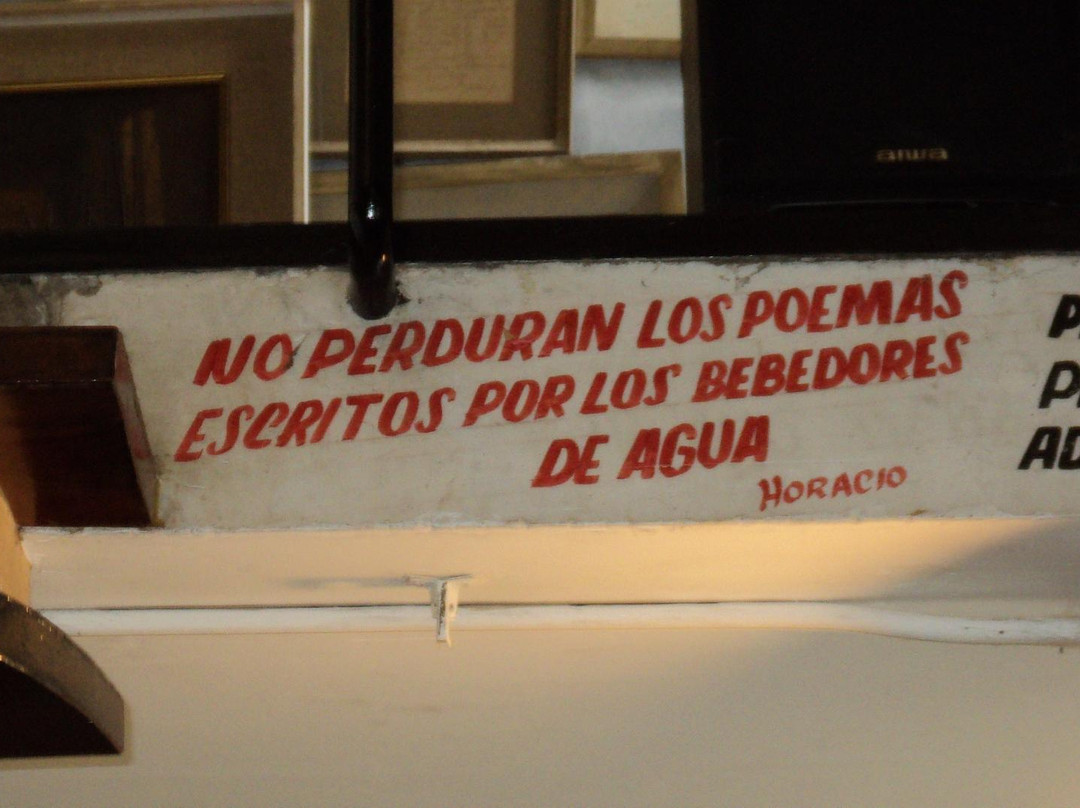 aiwa
NO PERDURAN LOS POEMAS
ESCRITOS POR LOS BEBEDORES
DE AGUA
HORACIO